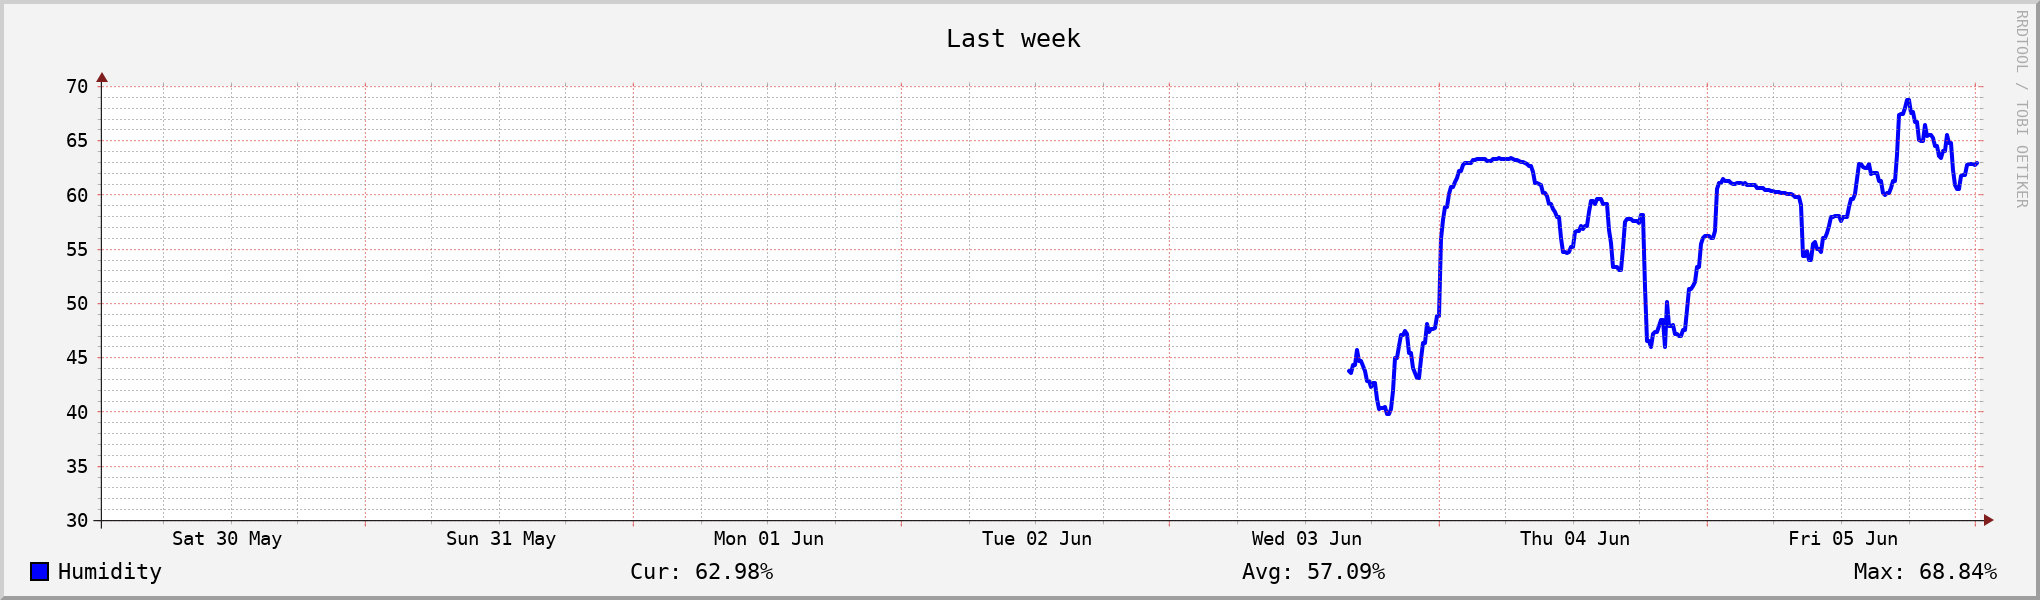 Last week
RRDTOOL / TOBI OETIKER
70
65
60
55
50
45
40
35
30
Sat 30 May Sun 31 May Mon 01 Jun Tue 02 Jun Wed 03 Jun Thu 04 Jun Fri 05 Jun
Humidity Cur: 62.98% Avg: 57.09% Max: 68.84%